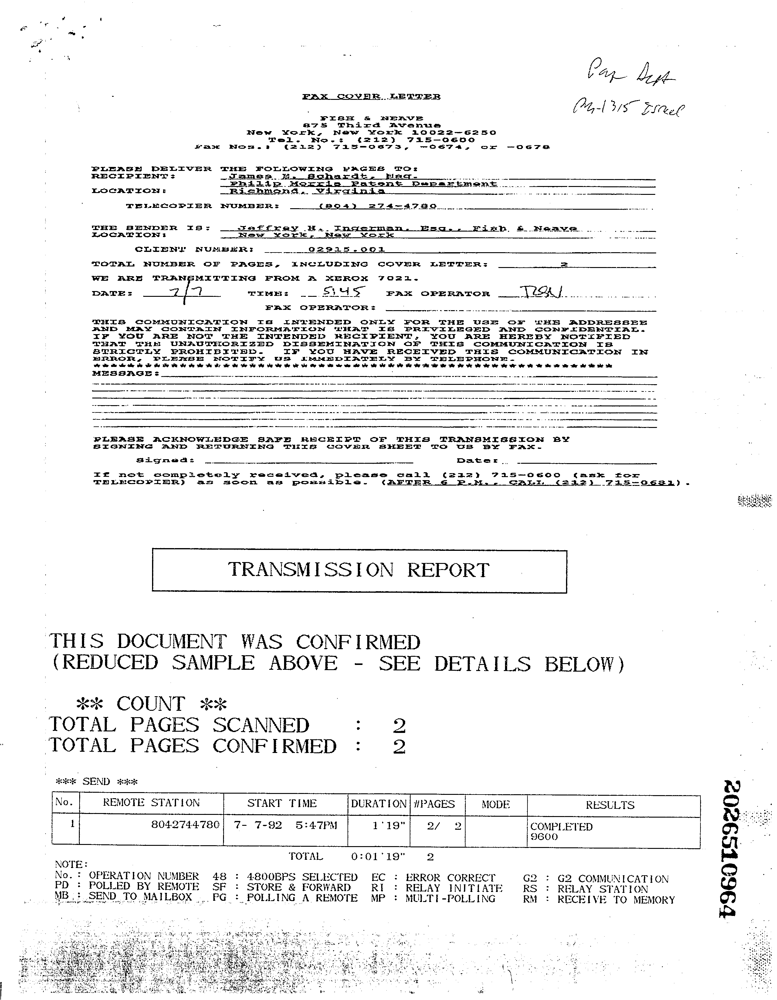 Pat Dept
PM-1315 Israel
FAX COVER LETTER
FISH & NEAVE
875 Third Avenue
New York, New York 10022-6250
Tel. No.: (212) 715-0600
Fax Nos.: (212) 715-0673, -0674, or -0678
PLEASE DELIVER THE FOLLOWING PAGES TO:
RECIPIENT: James E. Schardt, Esq.
Philip Morris Patent Department
LOCATION: Richmond, Virginia
TELECOPIER NUMBER: (804) 274-4780
THE SENDER IS: Jeffrey H. Ingerman, Esq., Fish & Neave
LOCATION: New York, New York
CLIENT NUMBER: 02915.001
TOTAL NUMBER OF PAGES, INCLUDING COVER LETTER: 2
WE ARE TRANSMITTING FROM A XEROX 7021.
DATE: 7/7 TIME: 5:45 FAX OPERATOR
FAX OPERATOR:
THIS COMMUNICATION IS INTENDED ONLY FOR THE USE OF THE ADDRESSEE
AND MAY CONTAIN INFORMATION THAT IS PRIVILEGED AND CONFIDENTIAL.
IF YOU ARE NOT THE INTENDED RECIPIENT, YOU ARE HEREBY NOTIFIED
THAT THE UNAUTHORIZED DISSEMINATION OF THIS COMMUNICATION IS
STRICTLY PROHIBITED. IF YOU HAVE RECEIVED THIS COMMUNICATION IN
ERROR, PLEASE NOTIFY US IMMEDIATELY BY TELEPHONE.
MESSAGE:
PLEASE ACKNOWLEDGE SAFE RECEIPT OF THIS TRANSMISSION BY
SIGNING AND RETURNING THIS COVER SHEET TO US BY FAX.
Signed: Date:
If not completely received, please call (212) 715-0600 (ask for
TELECOPIER) as soon as possible. (AFTER 6 P.M., CALL (212) 715-0681).
TRANSMISSION REPORT
THIS DOCUMENT WAS CONFIRMED
(REDUCED SAMPLE ABOVE - SEE DETAILS BELOW)
** COUNT **
TOTAL PAGES SCANNED : 2
TOTAL PAGES CONFIRMED : 2
*** SEND ***
No. REMOTE STATION START TIME DURATION #PAGES MODE RESULTS
1 8042744780 7- 7-92 5:47PM 1'19" 2/ 2 COMPLETED
9600
TOTAL 0:01'19" 2
NOTE:
No. : OPERATION NUMBER 48 : 4800BPS SELECTED EC : ERROR CORRECT G2 : G2 COMMUNICATION
PD : POLLED BY REMOTE SF : STORE & FORWARD RI : RELAY INITIATE RS : RELAY STATION
MB : SEND TO MAILBOX PG : POLLING A REMOTE MP : MULTI-POLLING RM : RECEIVE TO MEMORY
2026510964